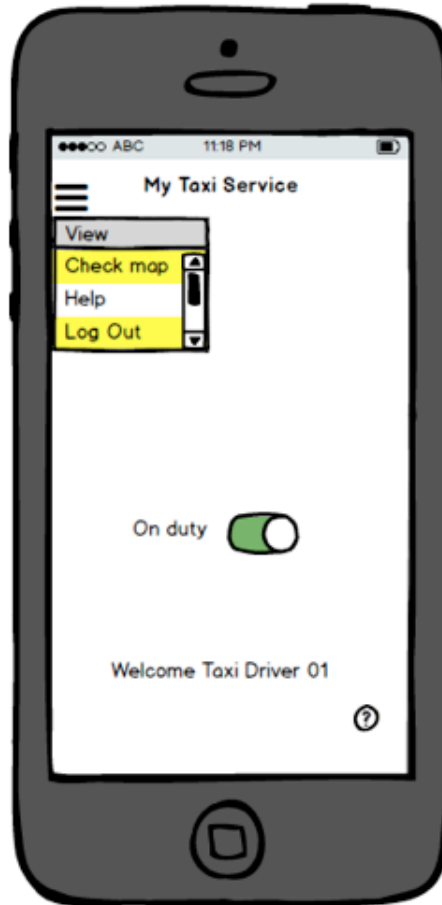 ABC 11:18 PM
My Taxi Service
View
Check map
Help
Log Out
On duty
Welcome Taxi Driver 01
?